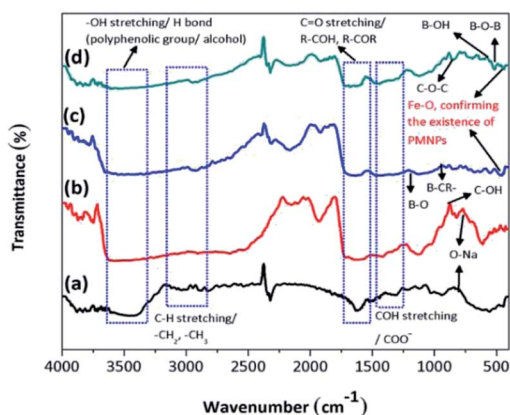 -OH stretching/ H bond
(polyphenolic group/ alcohol)
C=O stretching/
R-COH, R-COR
B-OH
B-O-B
(d)
C-O-C
Fe-O, confirming
the existence of
PMNPs
(c)
B-CR-
C-OH
B-O
(b)
O-Na
(a)
C-H stretching/
-CH₂, -CH₃
COH stretching
/ COO⁻
Transmittance (%)
4000 3500 3000 2500 2000 1500 1000 500
Wavenumber (cm⁻¹)